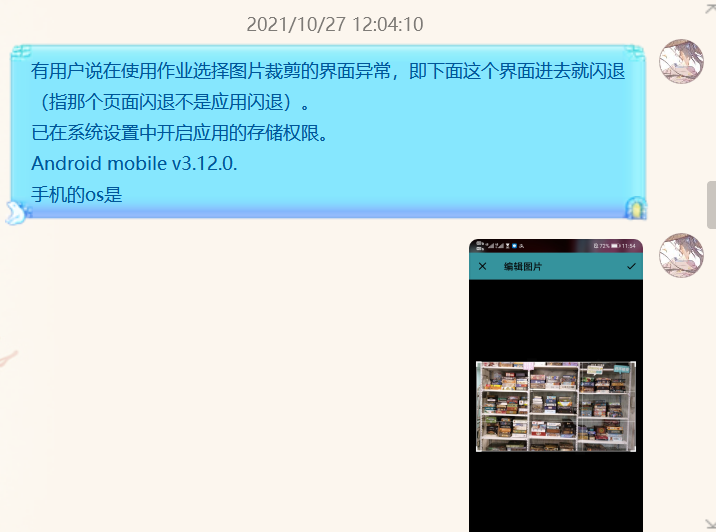 2021/10/27 12:04:10
有用户说在使用作业选择图片裁剪的界面异常，即下面这个界面进去就闪退
（指那个页面闪退不是应用闪退）。
已在系统设置中开启应用的存储权限。
Android mobile v3.12.0.
手机的os是
72% 11:54
编辑图片